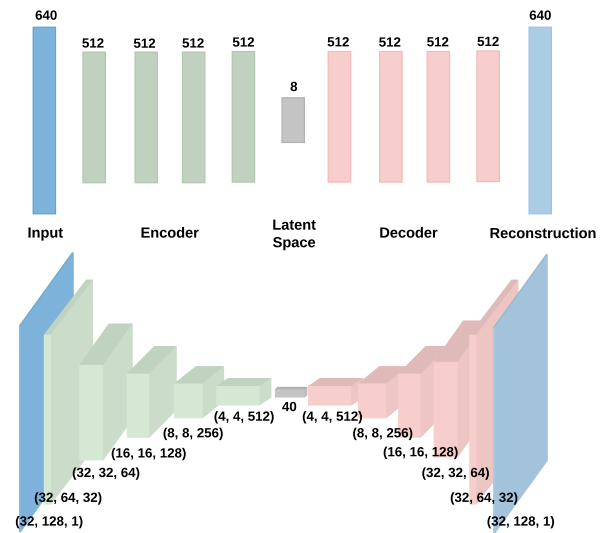 640 640
512 512 512 512 512 512 512 512
8
Input Encoder Latent Space Decoder Reconstruction
40
(4, 4, 512) (4, 4, 512)
(8, 8, 256) (8, 8, 256)
(16, 16, 128) (16, 16, 128)
(32, 32, 64) (32, 32, 64)
(32, 64, 32) (32, 64, 32)
(32, 128, 1) (32, 128, 1)